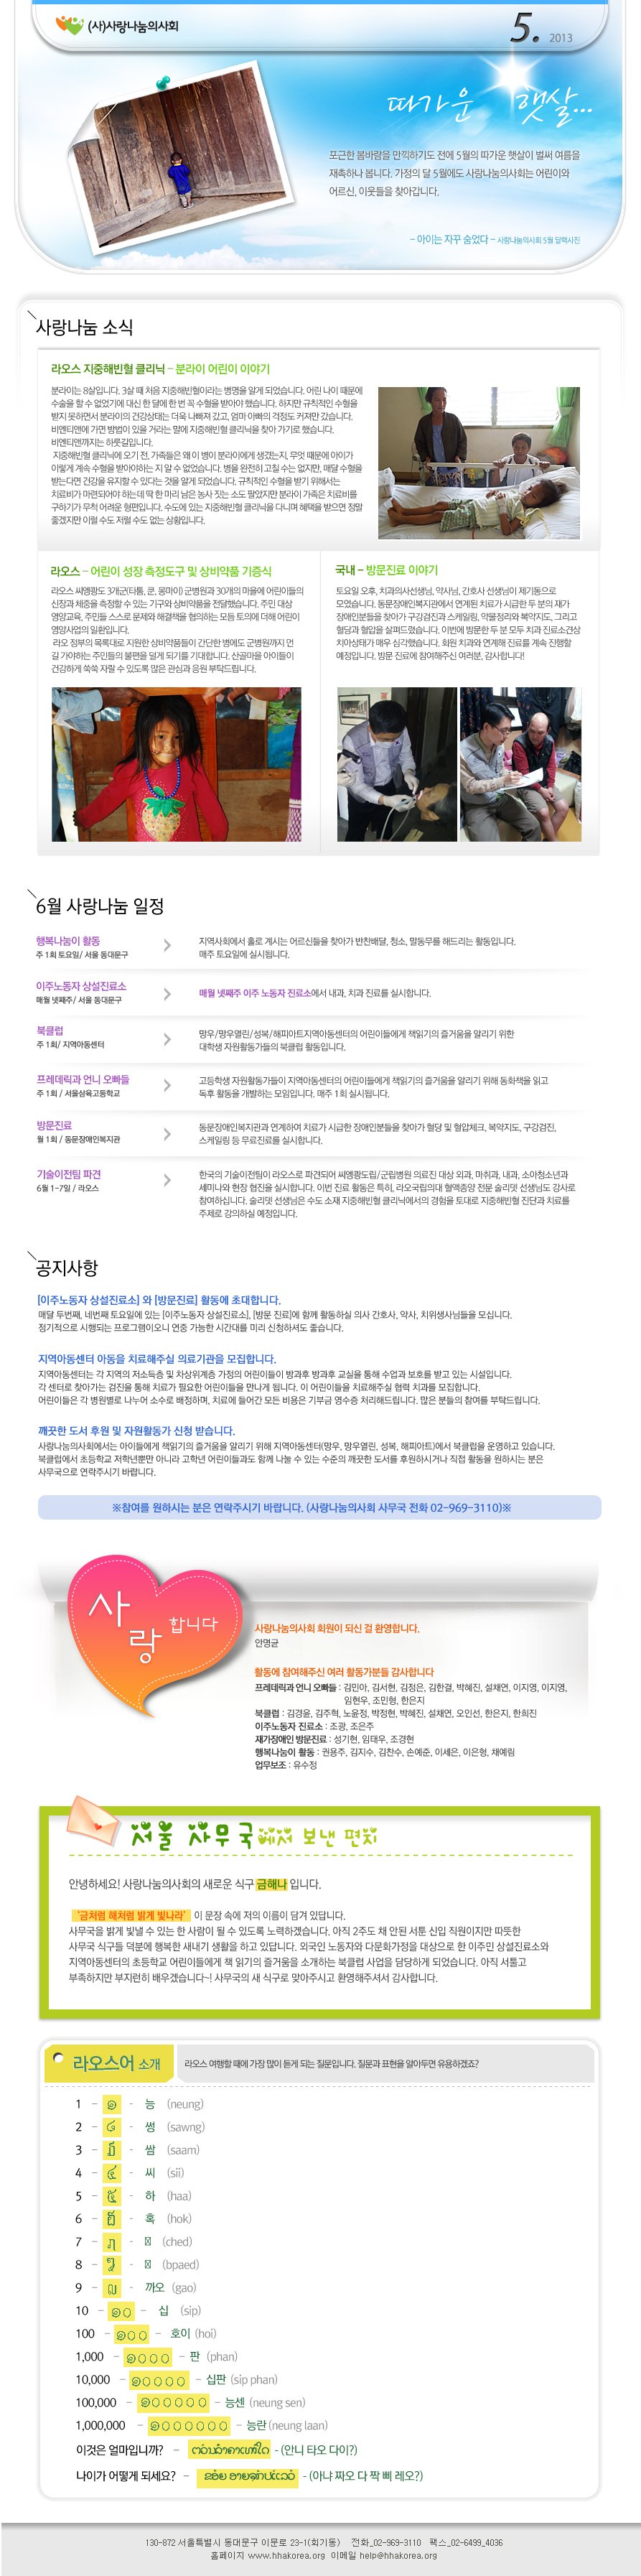 (사)사랑나눔의사회
5. 2013
따가운 햇살...
포근한 봄바람을 만끽하기도 전에 5월의 따가운 햇살이 벌써 여름을
재촉하나 봅니다. 가정의 달 5월에도 사랑나눔의사회는 어린이와
어르신, 이웃들을 찾아갑니다.
- 아이는 자꾸 숨었다 - 사랑나눔의사회 5월 달력사진
사랑나눔 소식
라오스 지중해빈혈 클리닉 - 분라이 어린이 이야기
분라이는 8살입니다. 3살 때 처음 지중해빈혈이라는 병명을 알게 되었습니다. 어린 나이 때문에
수술을 할 수 없었기에 대신 한 달에 한 번 꼭 수혈을 받아야 했습니다. 하지만 규칙적인 수혈을
받지 못하면서 분라이의 건강상태는 더욱 나빠져 갔고, 엄마 아빠의 걱정도 커져만 갔습니다.
비엔티엔에 가면 방법이 있을 거라는 말에 지중해빈혈 클리닉을 찾아 가기로 했습니다.
비엔티엔까지는 하룻길입니다.
지중해빈혈 클리닉에 오기 전, 가족들은 왜 이 병이 분라이에게 생겼는지, 무엇 때문에 아이가
이렇게 계속 수혈을 받아야하는 지 알 수 없었습니다. 병을 완전히 고칠 수는 없지만, 매달 수혈을
받는다면 건강을 유지할 수 있다는 것을 알게 되었습니다. 규칙적인 수혈을 받기 위해서는
치료비가 마련되어야 하는데 딱 한 마리 남은 농사 짓는 소도 팔았지만 분라이 가족은 치료비를
구하기가 무척 어려운 형편입니다. 수도에 있는 지중해빈혈 클리닉을 다니며 혜택을 받으면 정말
좋겠지만 이럴 수도 저럴 수도 없는 상황입니다.
라오스 - 어린이 성장 측정도구 및 상비약품 기증식
라오스 씨엥쾅도 3개군(타톰, 쿤, 몽마이) 군병원과 30개의 마을에 어린이들의
신장과 체중을 측정할 수 있는 기구와 상비약품을 전달했습니다. 주민 대상
영양교육, 주민들 스스로 문제와 해결책을 협의하는 모든 토의에 더해 어린이
영양사업의 일환입니다.
라오 정부의 목록대로 지원한 상비약품들이 간단한 병에도 군병원까지 먼
길 가야하는 주민들의 불편을 덜게 되기를 기대합니다. 산골마을 아이들이
건강하게 쑥쑥 자랄 수 있도록 많은 관심과 응원 부탁드립니다.
국내 - 방문진료 이야기
토요일 오후, 치과의사선생님, 약사님, 간호사 선생님이 제기동으로
모였습니다. 동문장애인복지관에서 연계된 치료가 시급한 두 분의 재가
장애인분들을 찾아가 구강검진과 스케일링, 약물정리와 복약지도, 그리고
혈당과 혈압을 살펴드렸습니다. 이번에 방문한 두 분 모두 치과 진료소견상
치아상태가 매우 심각했습니다. 회원 치과와 연계해 진료를 계속 진행할
예정입니다. 방문 진료에 참여해주신 여러분, 감사합니다!
6월 사랑나눔 일정
행복나눔이 활동
주 1회 토요일/ 서울 동대문구
지역사회에서 홀로 계시는 어르신들을 찾아가 반찬배달, 청소, 말동무를 해드리는 활동입니다.
매주 토요일에 실시됩니다.
이주노동자 상설진료소
매월 넷째주/ 서울 동대문구
매월 넷째주 이주 노동자 진료소에서 내과, 치과 진료를 실시합니다.
북클럽
주 1회/ 지역아동센터
망우/망우열린/성복/해피아트지역아동센터의 어린이들에게 책읽기의 즐거움을 알리기 위한
대학생 자원활동가들의 북클럽 활동입니다.
프레데릭과 언니 오빠들
주 1회 / 서울삼육고등학교
고등학생 자원활동가들이 지역아동센터의 어린이들에게 책읽기의 즐거움을 알리기 위해 동화책을 읽고
독후 활동을 개발하는 모임입니다. 매주 1회 실시됩니다.
방문진료
월 1회 / 동문장애인복지관
동문장애인복지관과 연계하여 치료가 시급한 장애인분들을 찾아가 혈당 및 혈압체크, 복약지도, 구강검진,
스케일링 등 무료진료를 실시합니다.
기술이전팀 파견
6월 1-7일 / 라오스
한국의 기술이전팀이 라오스로 파견되어 씨엥쾅도립/군립병원 의료진 대상 외과, 마취과, 내과, 소아청소년과
세미나와 현장 협진을 실시합니다. 이번 진료 활동은 특히, 라오국립의대 혈액종양 전문 술리뎃 선생님도 강사로
참여하십니다. 술리뎃 선생님은 수도 소재 지중해빈혈 클리닉에서의 경험을 토대로 지중해빈혈 진단과 치료를
주제로 강의하실 예정입니다.
공지사항
[이주노동자 상설진료소] 와 [방문진료] 활동에 초대합니다.
매달 두번째, 네번째 토요일에 있는 [이주노동자 상설진료소], [방문 진료]에 함께 활동하실 의사 간호사, 약사, 치위생사님들을 모십니다.
정기적으로 시행되는 프로그램이오니 연중 가능한 시간대를 미리 신청하셔도 좋습니다.
지역아동센터 아동을 치료해주실 의료기관을 모집합니다.
지역아동센터는 각 지역의 저소득층 및 차상위계층 가정의 어린이들이 방과후 방과후 교실을 통해 수업과 보호를 받고 있는 시설입니다.
각 센터로 찾아가는 검진을 통해 치료가 필요한 어린이들을 만나게 됩니다. 이 어린이들을 치료해주실 협력 치과를 모집합니다.
어린이들은 각 병원별로 나누어 소수로 배정하며, 치료에 들어간 모든 비용은 기부금 영수증 처리해드립니다. 많은 분들의 참여를 부탁드립니다.
깨끗한 도서 후원 및 자원활동가 신청 받습니다.
사랑나눔의사회에서는 아이들에게 책읽기의 즐거움을 알리기 위해 지역아동센터(망우, 망우열린, 성복, 해피아트)에서 북클럽을 운영하고 있습니다.
북클럽에서 초등학교 저학년뿐만 아니라 고학년 어린이들과도 함께 나눌 수 있는 수준의 깨끗한 도서를 후원하시거나 직접 활동을 원하시는 분은
사무국으로 연락주시기 바랍니다.
※참여를 원하시는 분은 연락주시기 바랍니다. (사랑나눔의사회 사무국 전화 02-969-3110)※
사랑합니다
사랑나눔의사회 회원이 되신 걸 환영합니다.
안명균
활동에 참여해주신 여러 활동가분들 감사합니다
프레데릭과 언니 오빠들 : 김민아, 김서현, 김정은, 김한결, 박혜진, 설채연, 이지영, 이지영,
임현우, 조민형, 한은지
북클럽 : 김경윤, 김주혁, 노윤정, 박정현, 박혜진, 설재연, 오인선, 한은지, 한희진
이주노동자 진료소 : 조광, 조은주
재가장애인 방문진료 : 성기현, 임대우, 조경현
행복나눔이 활동 : 권용주, 김지수, 김찬수, 손예준, 이세은, 이은형, 채예림
업무보조 : 유수정
서울 사무국에서 보낸 편지
안녕하세요! 사랑나눔의사회의 새로운 식구 금해나 입니다.
‘금처럼 해처럼 밝게 빛나라’ 이 문장 속에 저의 이름이 담겨 있답니다.
사무국을 밝게 빛낼 수 있는 한 사람이 될 수 있도록 노력하겠습니다. 아직 2주도 채 안된 서툰 신입 직원이지만 따뜻한
사무국 식구들 덕분에 행복한 새내기 생활을 하고 있답니다. 외국인 노동자와 다문화가정을 대상으로 한 이주민 상설진료소와
지역아동센터의 초등학교 어린이들에게 책 읽기의 즐거움을 소개하는 북클럽 사업을 담당하게 되었습니다. 아직 서툴고
부족하지만 부지런히 배우겠습니다~! 사무국의 새 식구로 맞아주시고 환영해주셔서 감사합니다.
라오스어 소개
라오스 여행할 때에 가장 많이 듣게 되는 질문입니다. 질문과 표현을 알아두면 유용하겠죠?
1 - ໑ - 능 (neung)
2 - ໒ - 썽 (sawng)
3 - ໓ - 쌈 (saam)
4 - ໔ - 씨 (sii)
5 - ໕ - 하 (haa)
6 - ໖ - 혹 (hok)
7 - ໗ - (ched)
8 - ໘ - (bpaed)
9 - ໙ - 까오 (gao)
10 - ໑໐ - 십 (sip)
100 - ໑໐໐ - 호이 (hoi)
1,000 - ໑໐໐໐ - 판 (phan)
10,000 - ໑໐໐໐໐ - 십판 (sip phan)
100,000 - ໑໐໐໐໐໐ - 능센 (neung sen)
1,000,000 - ໑໐໐໐໐໐໐ - 능란 (neung laan)
이것은 얼마입니까? - - (안니 타오 다이?)
나이가 어떻게 되세요? - - (아냐 짜오 다 짝 삐 레오?)
130-872 서울특별시 동대문구 이문로 23-1(회기동) 전화_02-969-3110 팩스_02-6499_4036
홈페이지 www.hhakorea.org 이메일 help@hhakorea.org